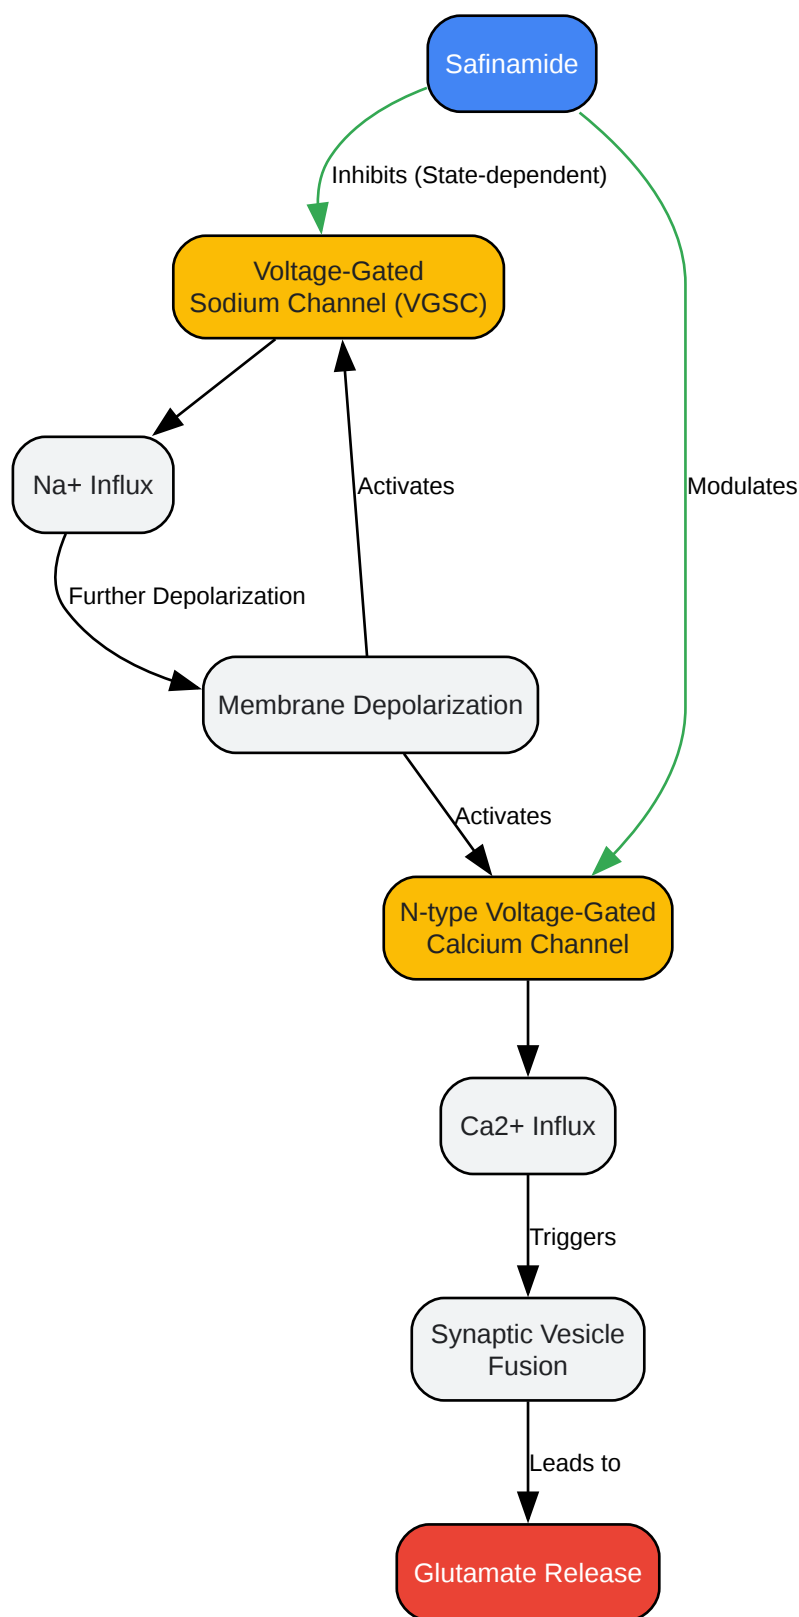 Safinamide
Inhibits (State-dependent)
Voltage-Gated
Sodium Channel (VGSC)
Na+ Influx
Activates
Modulates
Further Depolarization
Membrane Depolarization
Activates
N-type Voltage-Gated
Calcium Channel
Ca2+ Influx
Triggers
Synaptic Vesicle
Fusion
Leads to
Glutamate Release